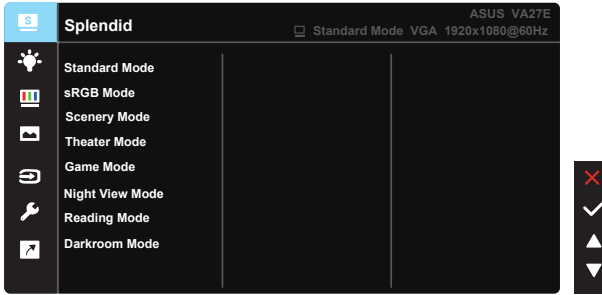 S
Splendid
ASUS VA27E
Standard Mode VGA 1920x1080@60Hz
Standard Mode
sRGB Mode
Scenery Mode
Theater Mode
Game Mode
Night View Mode
Reading Mode
Darkroom Mode